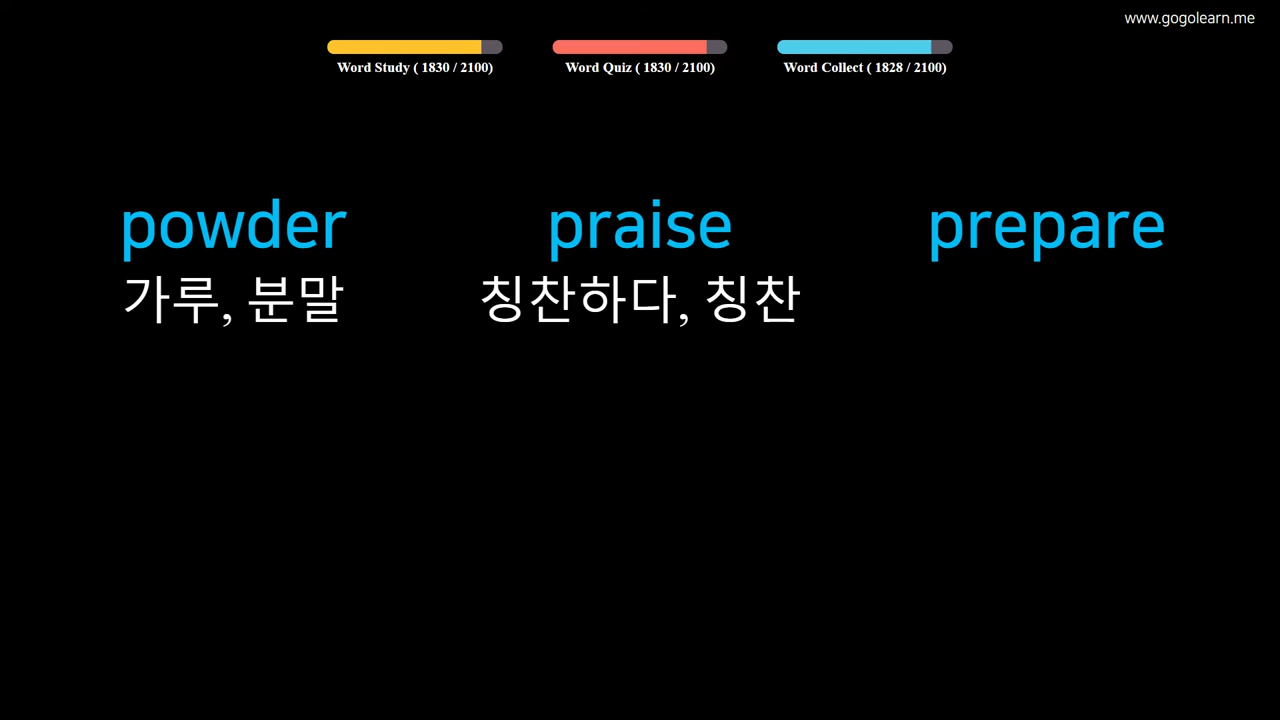 www.gogolearn.me
Word Study ( 1830 / 2100)
Word Quiz ( 1830 / 2100)
Word Collect ( 1828 / 2100)
powder
가루, 분말
praise
칭찬하다, 칭찬
prepare